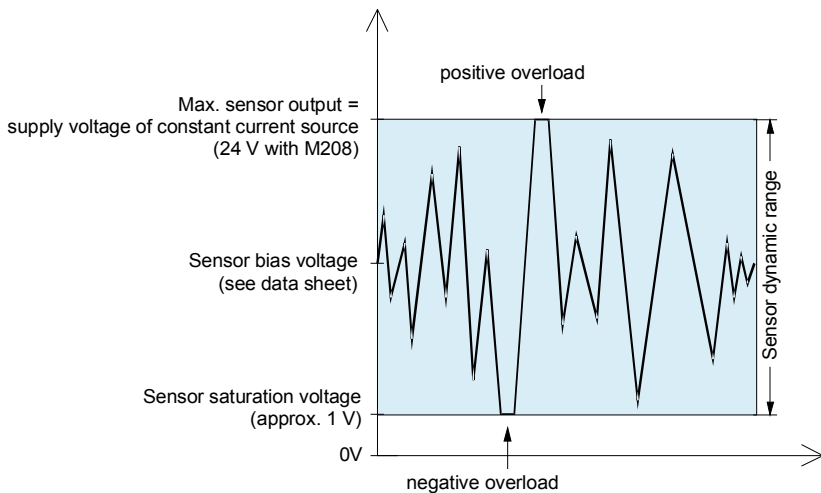 positive overload
Max. sensor output =
supply voltage of constant current source
(24 V with M208)
Sensor bias voltage
(see data sheet)
Sensor dynamic range
Sensor saturation voltage
(approx. 1 V)
0V
negative overload